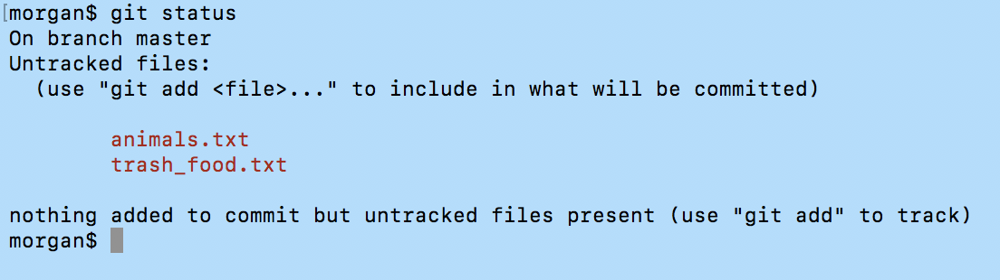 morgan$ git status
On branch master
Untracked files:
  (use "git add <file>..." to include in what will be committed)
        animals.txt
        trash_food.txt
nothing added to commit but untracked files present (use "git add" to track)
morgan$